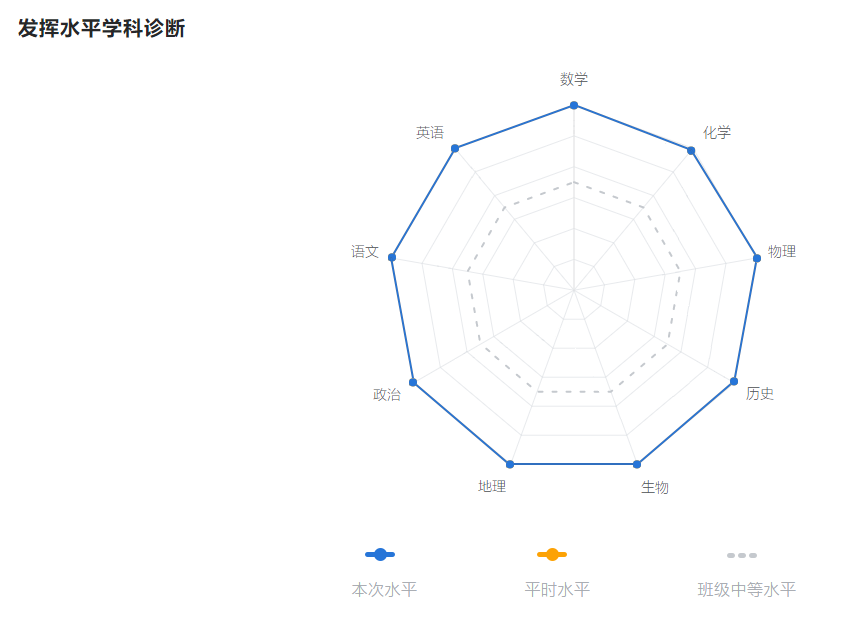 发挥水平学科诊断
数学
英语
化学
语文
物理
政治
历史
地理
生物
本次水平
平时水平
班级中等水平